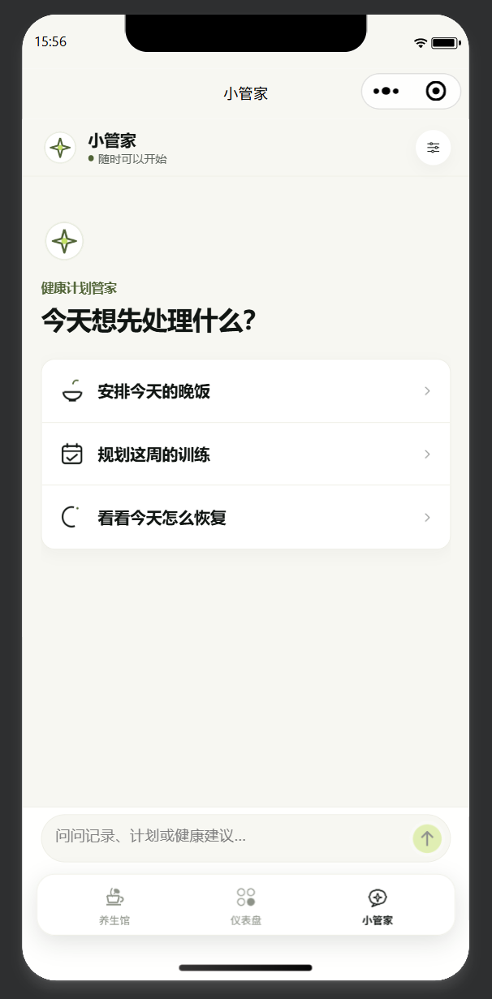 15:56
小管家
小管家
随时可以开始
健康计划管家
今天想先处理什么？
安排今天的晚饭
规划这周的训练
看看今天怎么恢复
问问记录、计划或健康建议...
养生馆
仪表盘
小管家